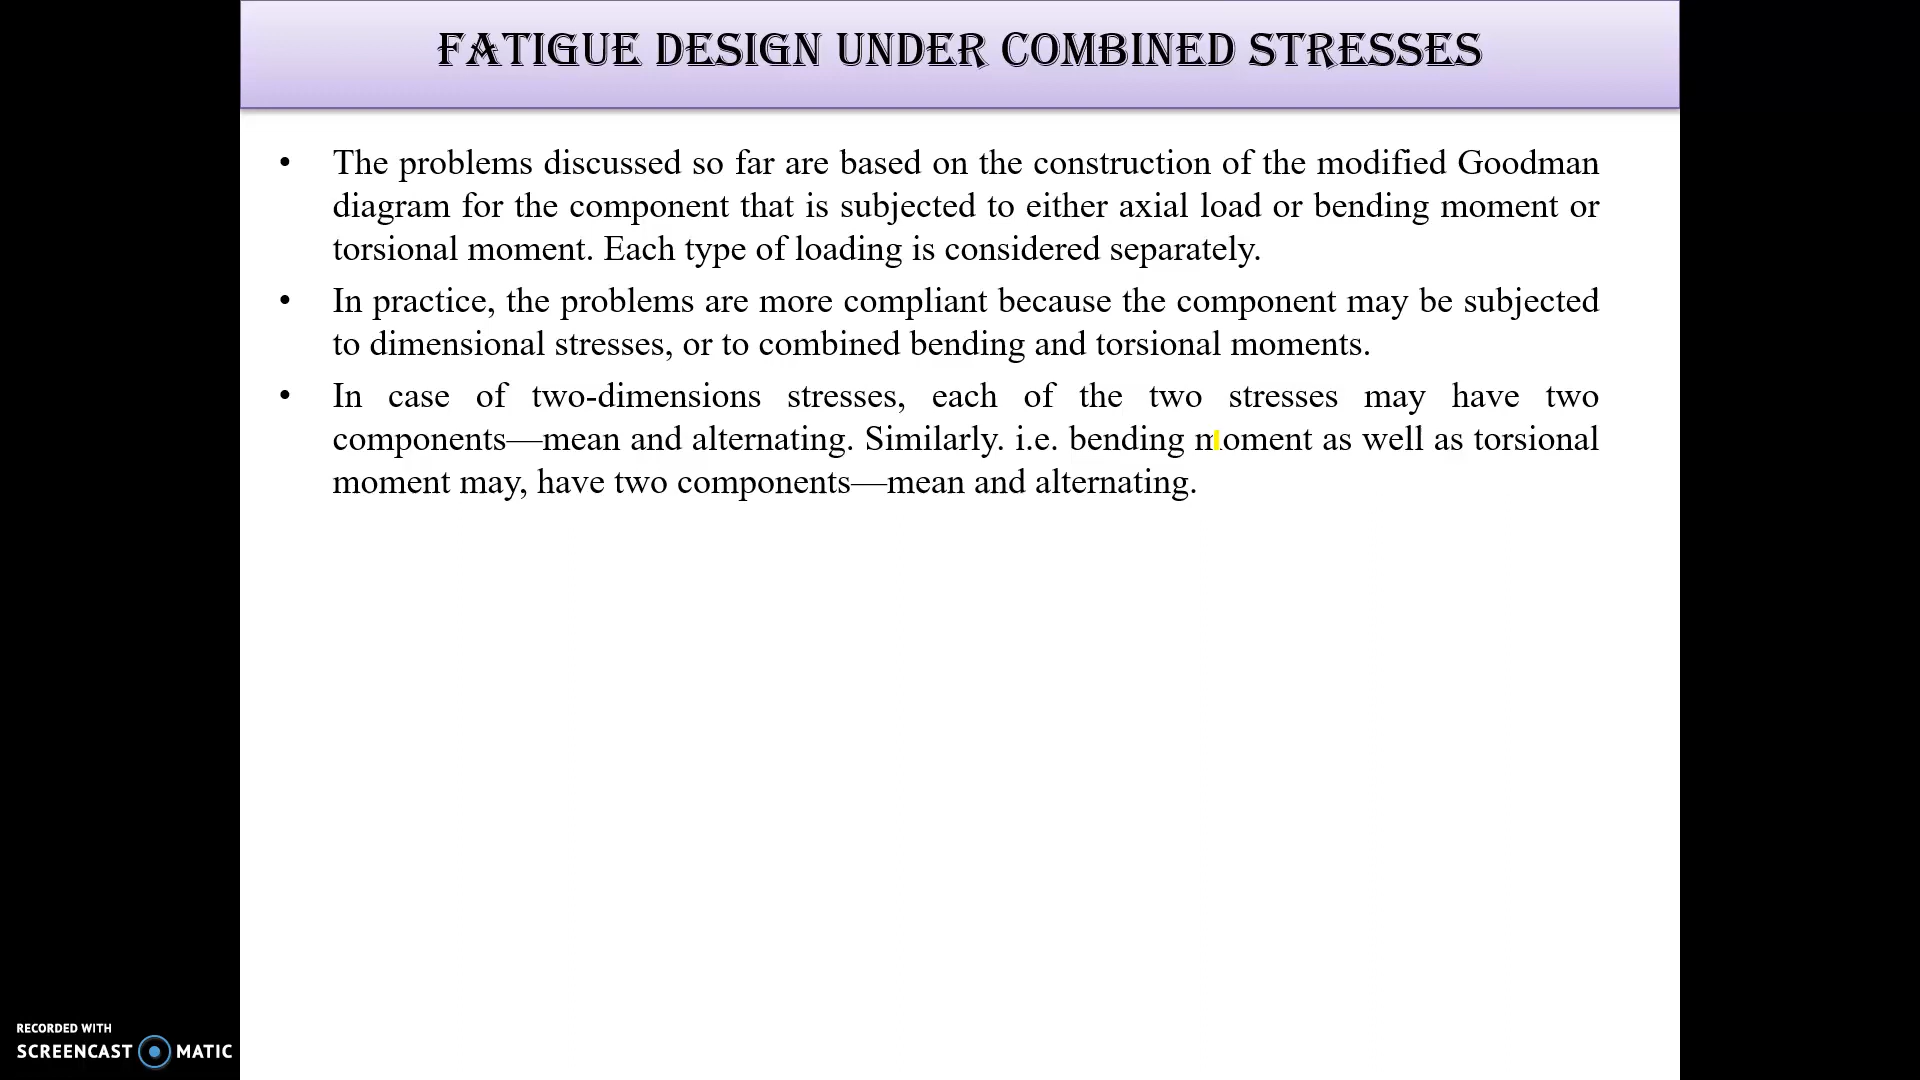 FATIGUE DESIGN UNDER COMBINED STRESSES
• The problems discussed so far are based on the construction of the modified Goodman
diagram for the component that is subjected to either axial load or bending moment or
torsional moment. Each type of loading is considered separately.
• In practice, the problems are more compliant because the component may be subjected
to dimensional stresses, or to combined bending and torsional moments.
• In case of two-dimensions stresses, each of the two stresses may have two
components—mean and alternating. Similarly. i.e. bending moment as well as torsional
moment may, have two components—mean and alternating.
RECORDED WITH
SCREENCAST MATIC